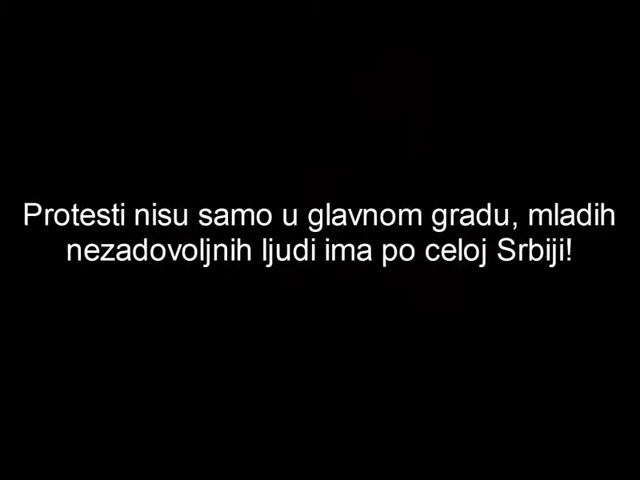 Protesti nisu samo u glavnom gradu, mladih
nezadovoljnih ljudi ima po celoj Srbiji!